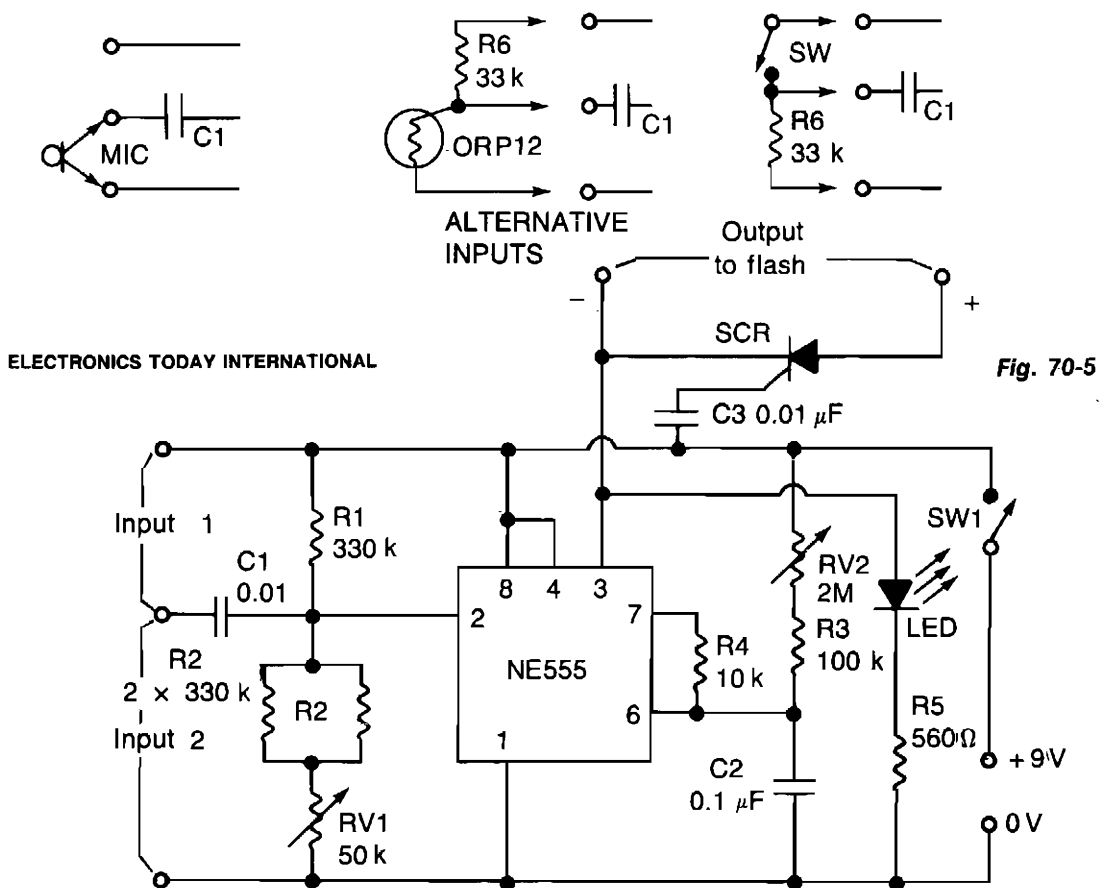 R6
33 k
SW
C1
MIC
ORP12
C1
R6
33 k
C1
ALTERNATIVE
INPUTS
Output
to flash
−
+
SCR
ELECTRONICS TODAY INTERNATIONAL
Fig. 70-5
C3 0.01 μF
Input 1
R1
330 k
C1
0.01
8
4
3
SW1
RV2
2M
2
7
LED
R2
2 × 330 k
R2
NE555
R4
10 k
R3
100 k
6
Input 2
1
R5
560Ω
C2
0.1 μF
+ 9V
0 V
RV1
50 k